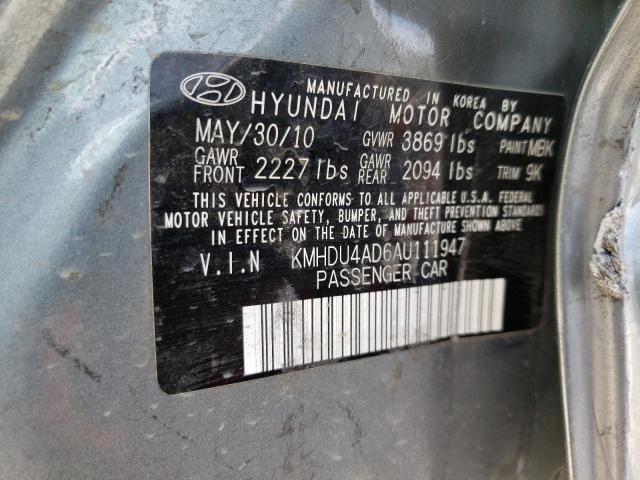 MANUFACTURED IN KOREA BY
HYUNDAI MOTOR COMPANY
MAY/30/10 GVWR 3869 lbs PAINT MBK
GAWR FRONT 2227 lbs GAWR REAR 2094 lbs TRIM 9K
THIS VEHICLE CONFORMS TO ALL APPLICABLE U.S.A. FEDERAL
MOTOR VEHICLE SAFETY, BUMPER, AND THEFT PREVENTION STANDARDS
IN EFFECT ON THE DATE OF MANUFACTURE SHOWN ABOVE.
V.I.N KMHDU4AD6AU111947
PASSENGER CAR